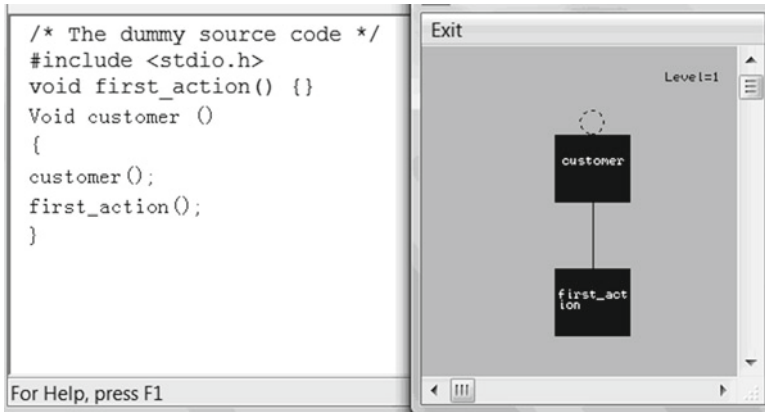 /* The dummy source code */
#include <stdio.h>
void first_action() {}
Void customer ()
{
customer();
first_action();
}
For Help, press F1
Exit
Level=1
customer
first_act
ion